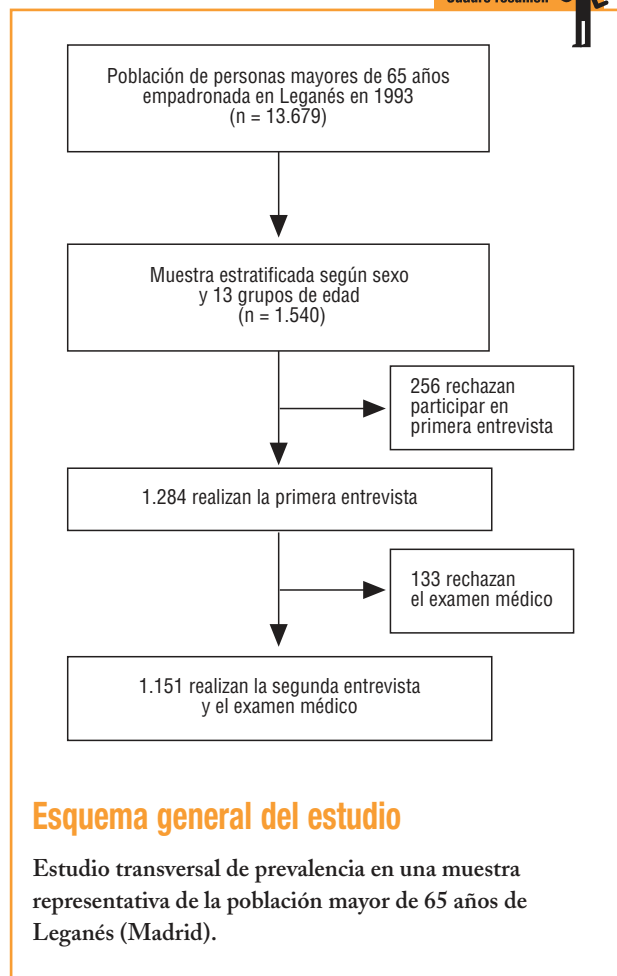 Cuadro resumen
Población de personas mayores de 65 años
empadronada en Leganés en 1993
(n = 13.679)
Muestra estratificada según sexo
y 13 grupos de edad
(n = 1.540)
256 rechazan
participar en
primera entrevista
1.284 realizan la primera entrevista
133 rechazan
el examen médico
1.151 realizan la segunda entrevista
y el examen médico
Esquema general del estudio
Estudio transversal de prevalencia en una muestra
representativa de la población mayor de 65 años de
Leganés (Madrid).